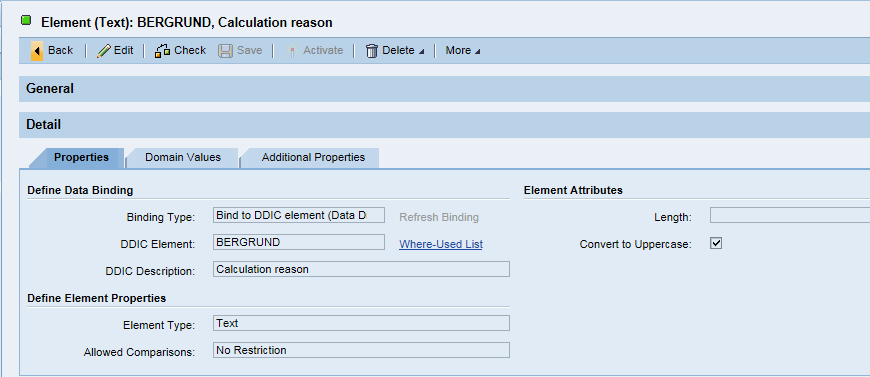 Element (Text): BERGRUND, Calculation reason
Back Edit Check Save Activate Delete More
General
Detail
Properties Domain Values Additional Properties
Define Data Binding Element Attributes
Binding Type: Bind to DDIC element (Data D Refresh Binding Length:
DDIC Element: BERGRUND Where-Used List Convert to Uppercase:
DDIC Description: Calculation reason
Define Element Properties
Element Type: Text
Allowed Comparisons: No Restriction